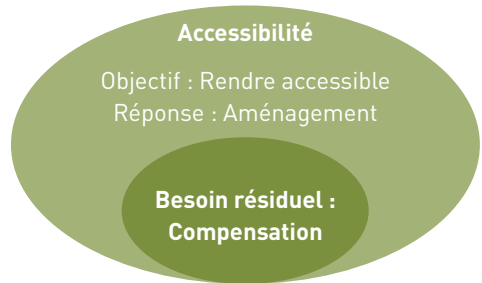 Accessibilité
Objectif : Rendre accessible
Réponse : Aménagement
Besoin résiduel :
Compensation